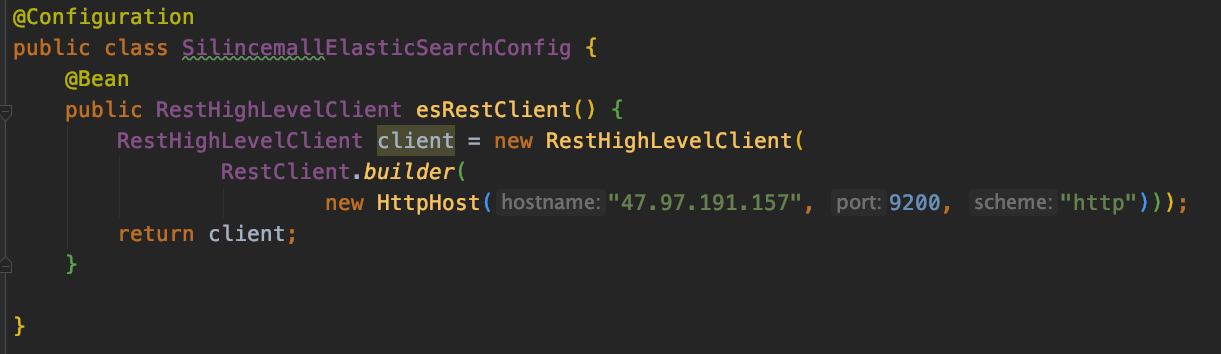 @Configuration
public class SilincemallElasticSearchConfig {
    @Bean
    public RestHighLevelClient esRestClient() {
        RestHighLevelClient client = new RestHighLevelClient(
                RestClient.builder(
                        new HttpHost( hostname: "47.97.191.157", port: 9200, scheme: "http")));
        return client;
    }
}